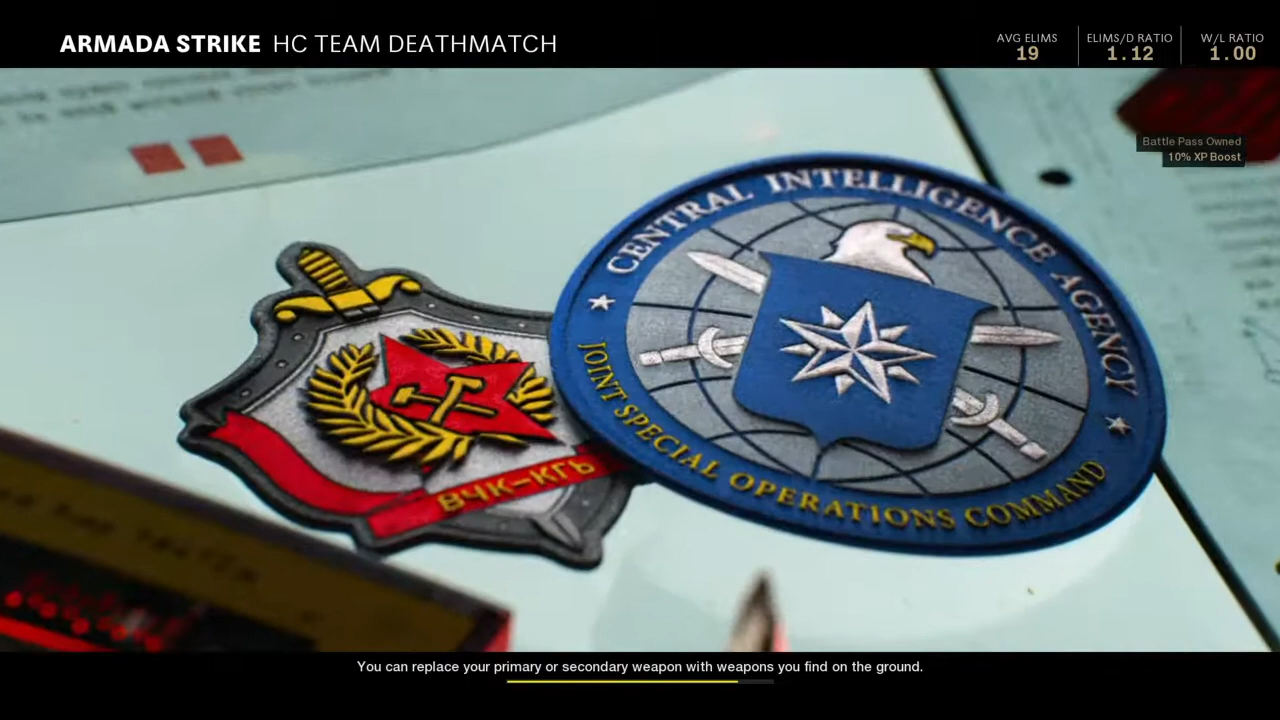 ARMADA STRIKE HC TEAM DEATHMATCH
AVG ELIMS
19
ELIMS/D RATIO
1.12
W/L RATIO
1.00
Battle Pass Owned
10% XP Boost
CENTRAL INTELLIGENCE AGENCY
JOINT SPECIAL OPERATIONS COMMAND
ВЧК-КГЬ
You can replace your primary or secondary weapon with weapons you find on the ground.